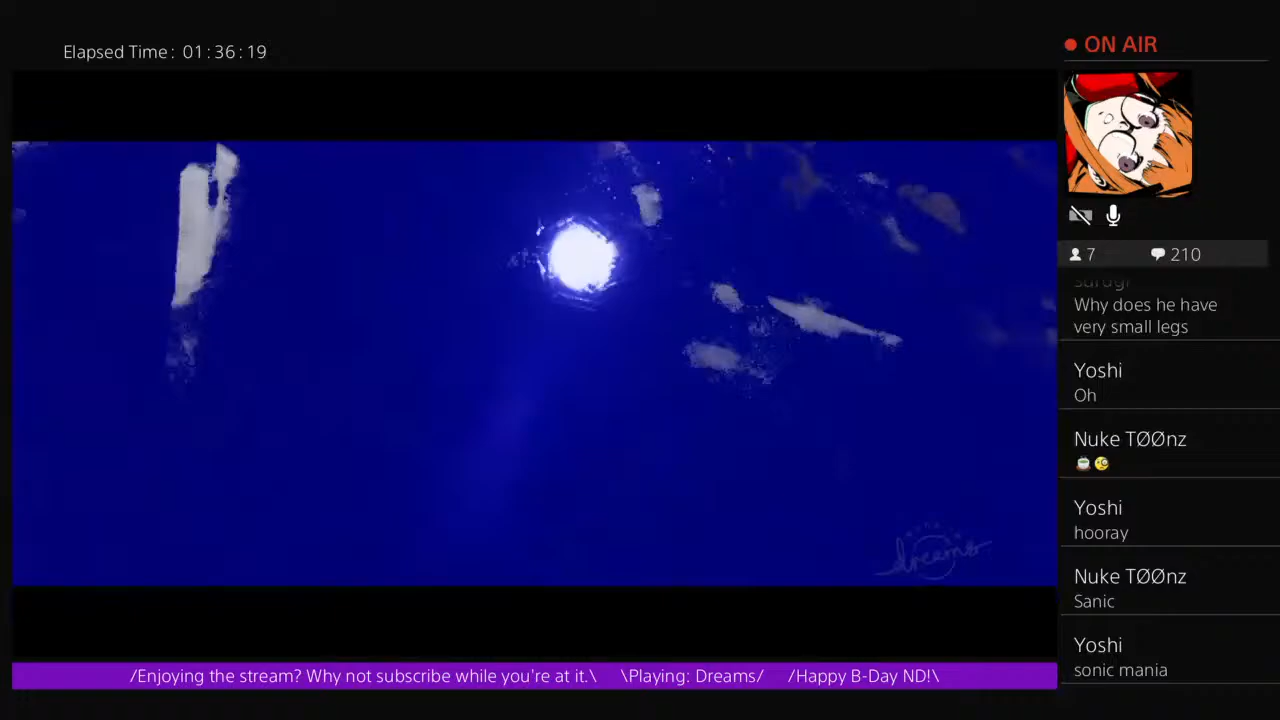 Elapsed Time: 01:36:19
ON AIR
7 210
Why does he have
very small legs
Yoshi
Oh
Nuke TØØnz
Yoshi
hooray
Nuke TØØnz
Sanic
Yoshi
sonic mania
dreams
/Enjoying the stream? Why not subscribe while you're at it.\ \Playing: Dreams/ /Happy B-Day ND!\